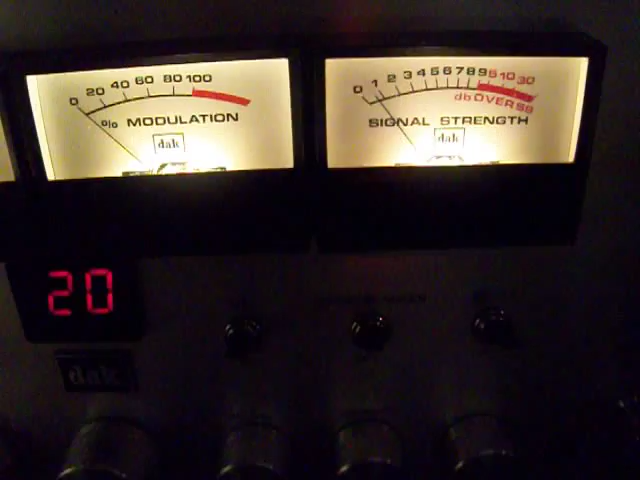 0 20 40 60 80 100
% MODULATION
dak
0 1 2 3 4 5 6 7 8 9 5 10 30
db OVER S9
SIGNAL STRENGTH
dak
20
dak